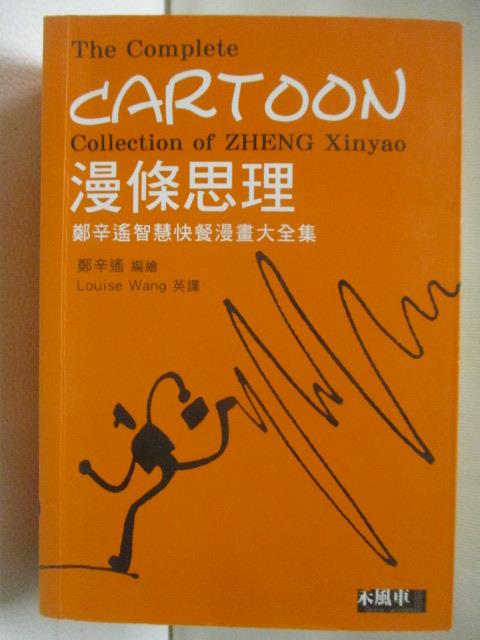 The Complete
CARTOON
Collection of ZHENG Xinyao
漫條思理
鄭辛遙智慧快餐漫畫大全集
鄭辛遙 編繪
Louise Wang 英譯
木風車